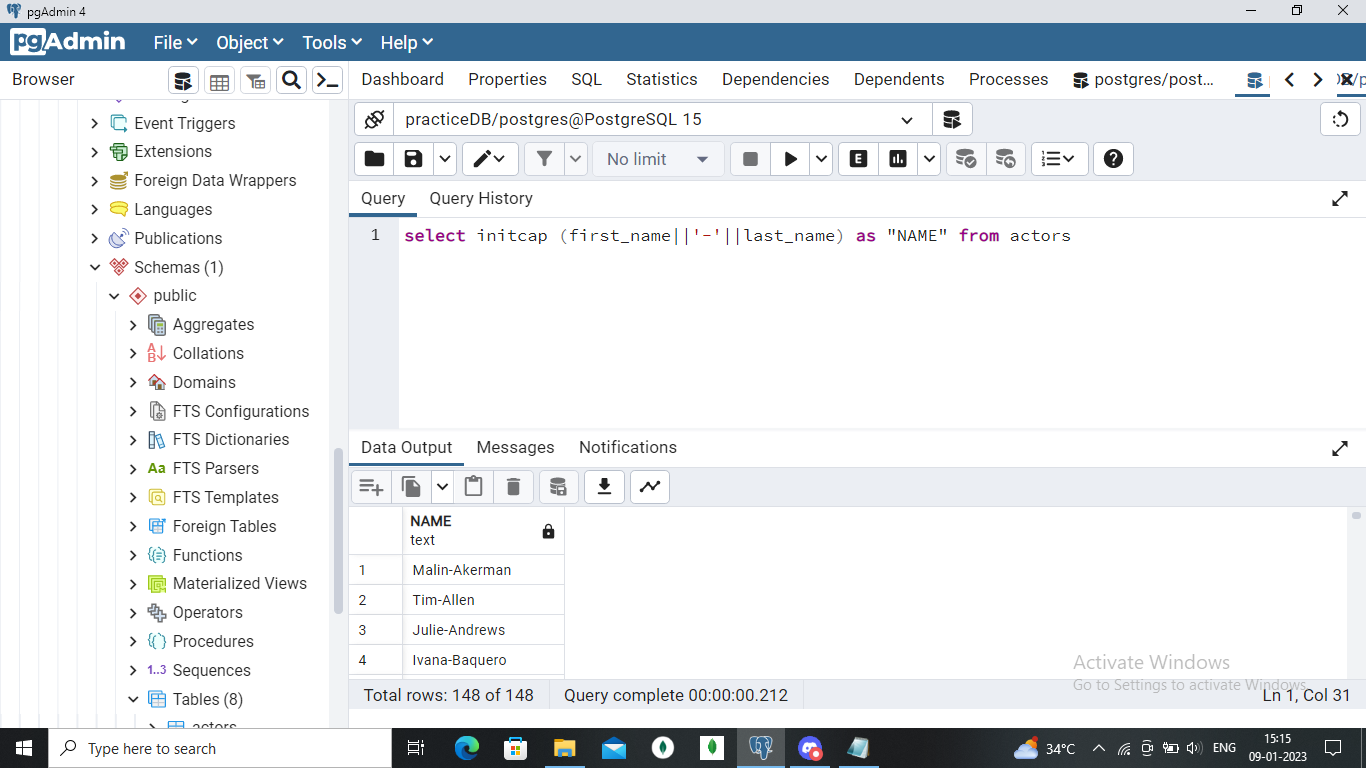 pgAdmin 4
pgAdmin File Object Tools Help
Browser
Dashboard Properties SQL Statistics Dependencies Dependents Processes postgres/post...
Event Triggers
Extensions
Foreign Data Wrappers
Languages
Publications
Schemas (1)
public
Aggregates
Collations
Domains
FTS Configurations
FTS Dictionaries
Aa FTS Parsers
FTS Templates
Foreign Tables
Functions
Materialized Views
Operators
Procedures
1..3 Sequences
Tables (8)
actors
practiceDB/postgres@PostgreSQL 15
No limit
E
Query Query History
1 select initcap (first_name||'-'||last_name) as "NAME" from actors
Data Output Messages Notifications
NAME
text
1 Malin-Akerman
2 Tim-Allen
3 Julie-Andrews
4 Ivana-Baquero
Activate Windows
Go to Settings to activate Windows.
Total rows: 148 of 148 Query complete 00:00:00.212 Ln 1, Col 31
Type here to search
34°C
ENG
15:15
09-01-2023